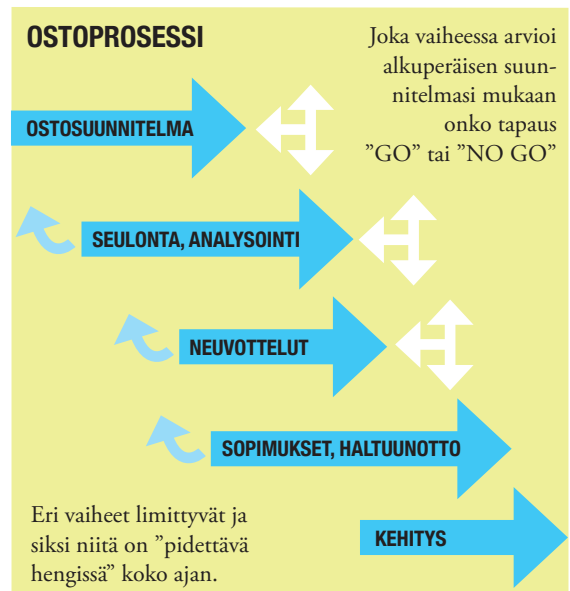 OSTOPROSESSI
Joka vaiheessa arvioi
alkuperäisen suun-
nitelmasi mukaan
onko tapaus
”GO” tai ”NO GO”
OSTOSUUNNITELMA
SEULONTA, ANALYSOINTI
NEUVOTTELUT
SOPIMUKSET, HALTUUNOTTO
KEHITYS
Eri vaiheet limittyvät ja
siksi niitä on ”pidettävä
hengissä” koko ajan.